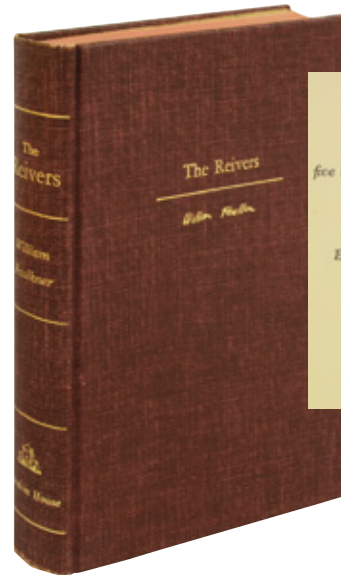 The
Reivers
William
Faulkner
House
The Reivers
five